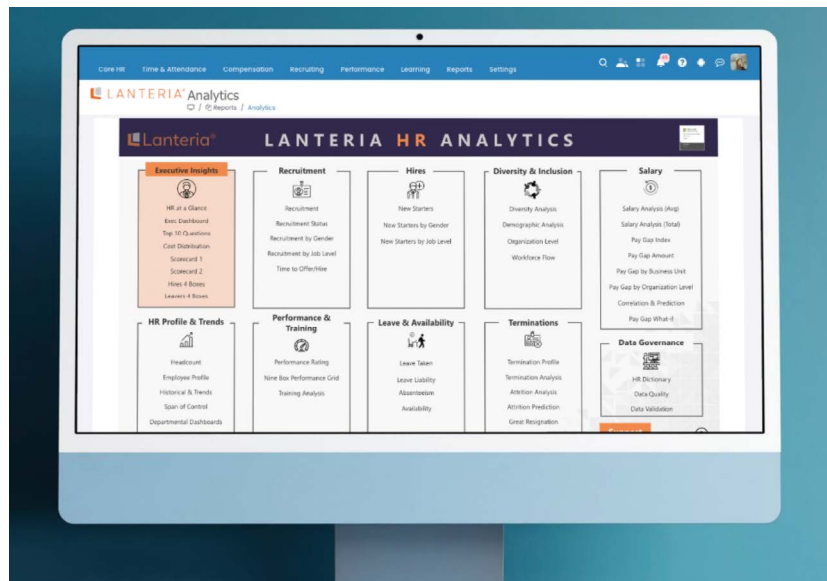 Core HR Time & Attendance Compensation Recruiting Performance Learning Reports Settings
LANTERIA Analytics
/ Reports / Analytics
Lanteria® LANTERIA HR ANALYTICS
Executive Insights
HR at a Glance
Exec Dashboard
Top 10 Questions
Cost Distribution
Scorecard 1
Scorecard 2
Hires 4 Boxes
Leavers 4 Boxes
Recruitment
Recruitment
Recruitment Status
Recruitment by Gender
Recruitment by Job Level
Time to Offer/Hire
Hires
New Starters
New Starters by Gender
New Starters by Job Level
Diversity & Inclusion
Diversity Analysis
Demographic Analysis
Organization Level
Workforce Flow
Salary
Salary Analysis (Avg)
Salary Analysis (Total)
Pay Gap Index
Pay Gap Amount
Pay Gap by Business Unit
Pay Gap by Organization Level
Correlation & Prediction
Pay Gap What-if
HR Profile & Trends
Headcount
Employee Profile
Historical & Trends
Span of Control
Departmental Dashboards
Performance &
Training
Performance Rating
Nine Box Performance Grid
Training Analysis
Leave & Availability
Leave Taken
Leave Liability
Absenteeism
Availability
Terminations
Termination Profile
Termination Analysis
Attrition Analysis
Attrition Prediction
Great Resignation
Data Governance
HR Dictionary
Data Quality
Data Validation